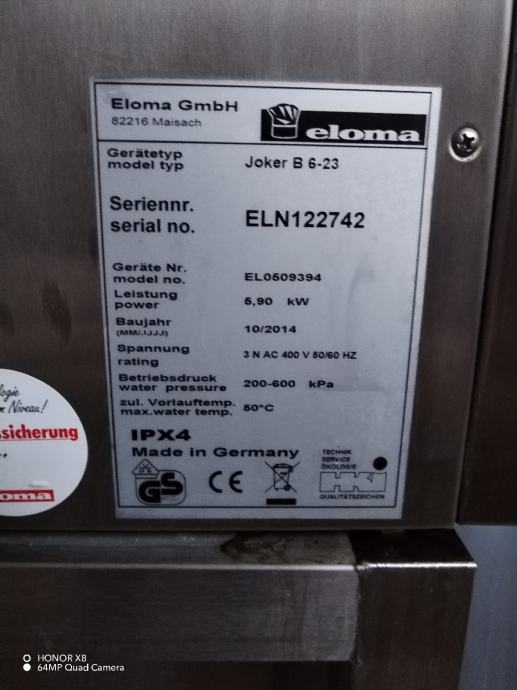 Eloma GmbH
82216 Maisach
eloma
Gerätetyp
model typ
Joker B 6-23
Seriennr.
serial no.
ELN122742
Geräte Nr.
model no.
EL0509394
Leistung
power
5,90 kW
Baujahr
(MM/JJJJ)
10/2014
Spannung
rating
3 N AC 400 V 50/60 HZ
Betriebsdruck
water pressure
200-600 kPa
zul. Vorlauftemp.
max.water temp.
50°C
IPX4
Made in Germany
GS
CE
TECHNIK
SERVICE
ÖKOLOGIE
HKI
QUALITÄTSZEICHEN
Niveau!
HONOR X8
64MP Quad Camera